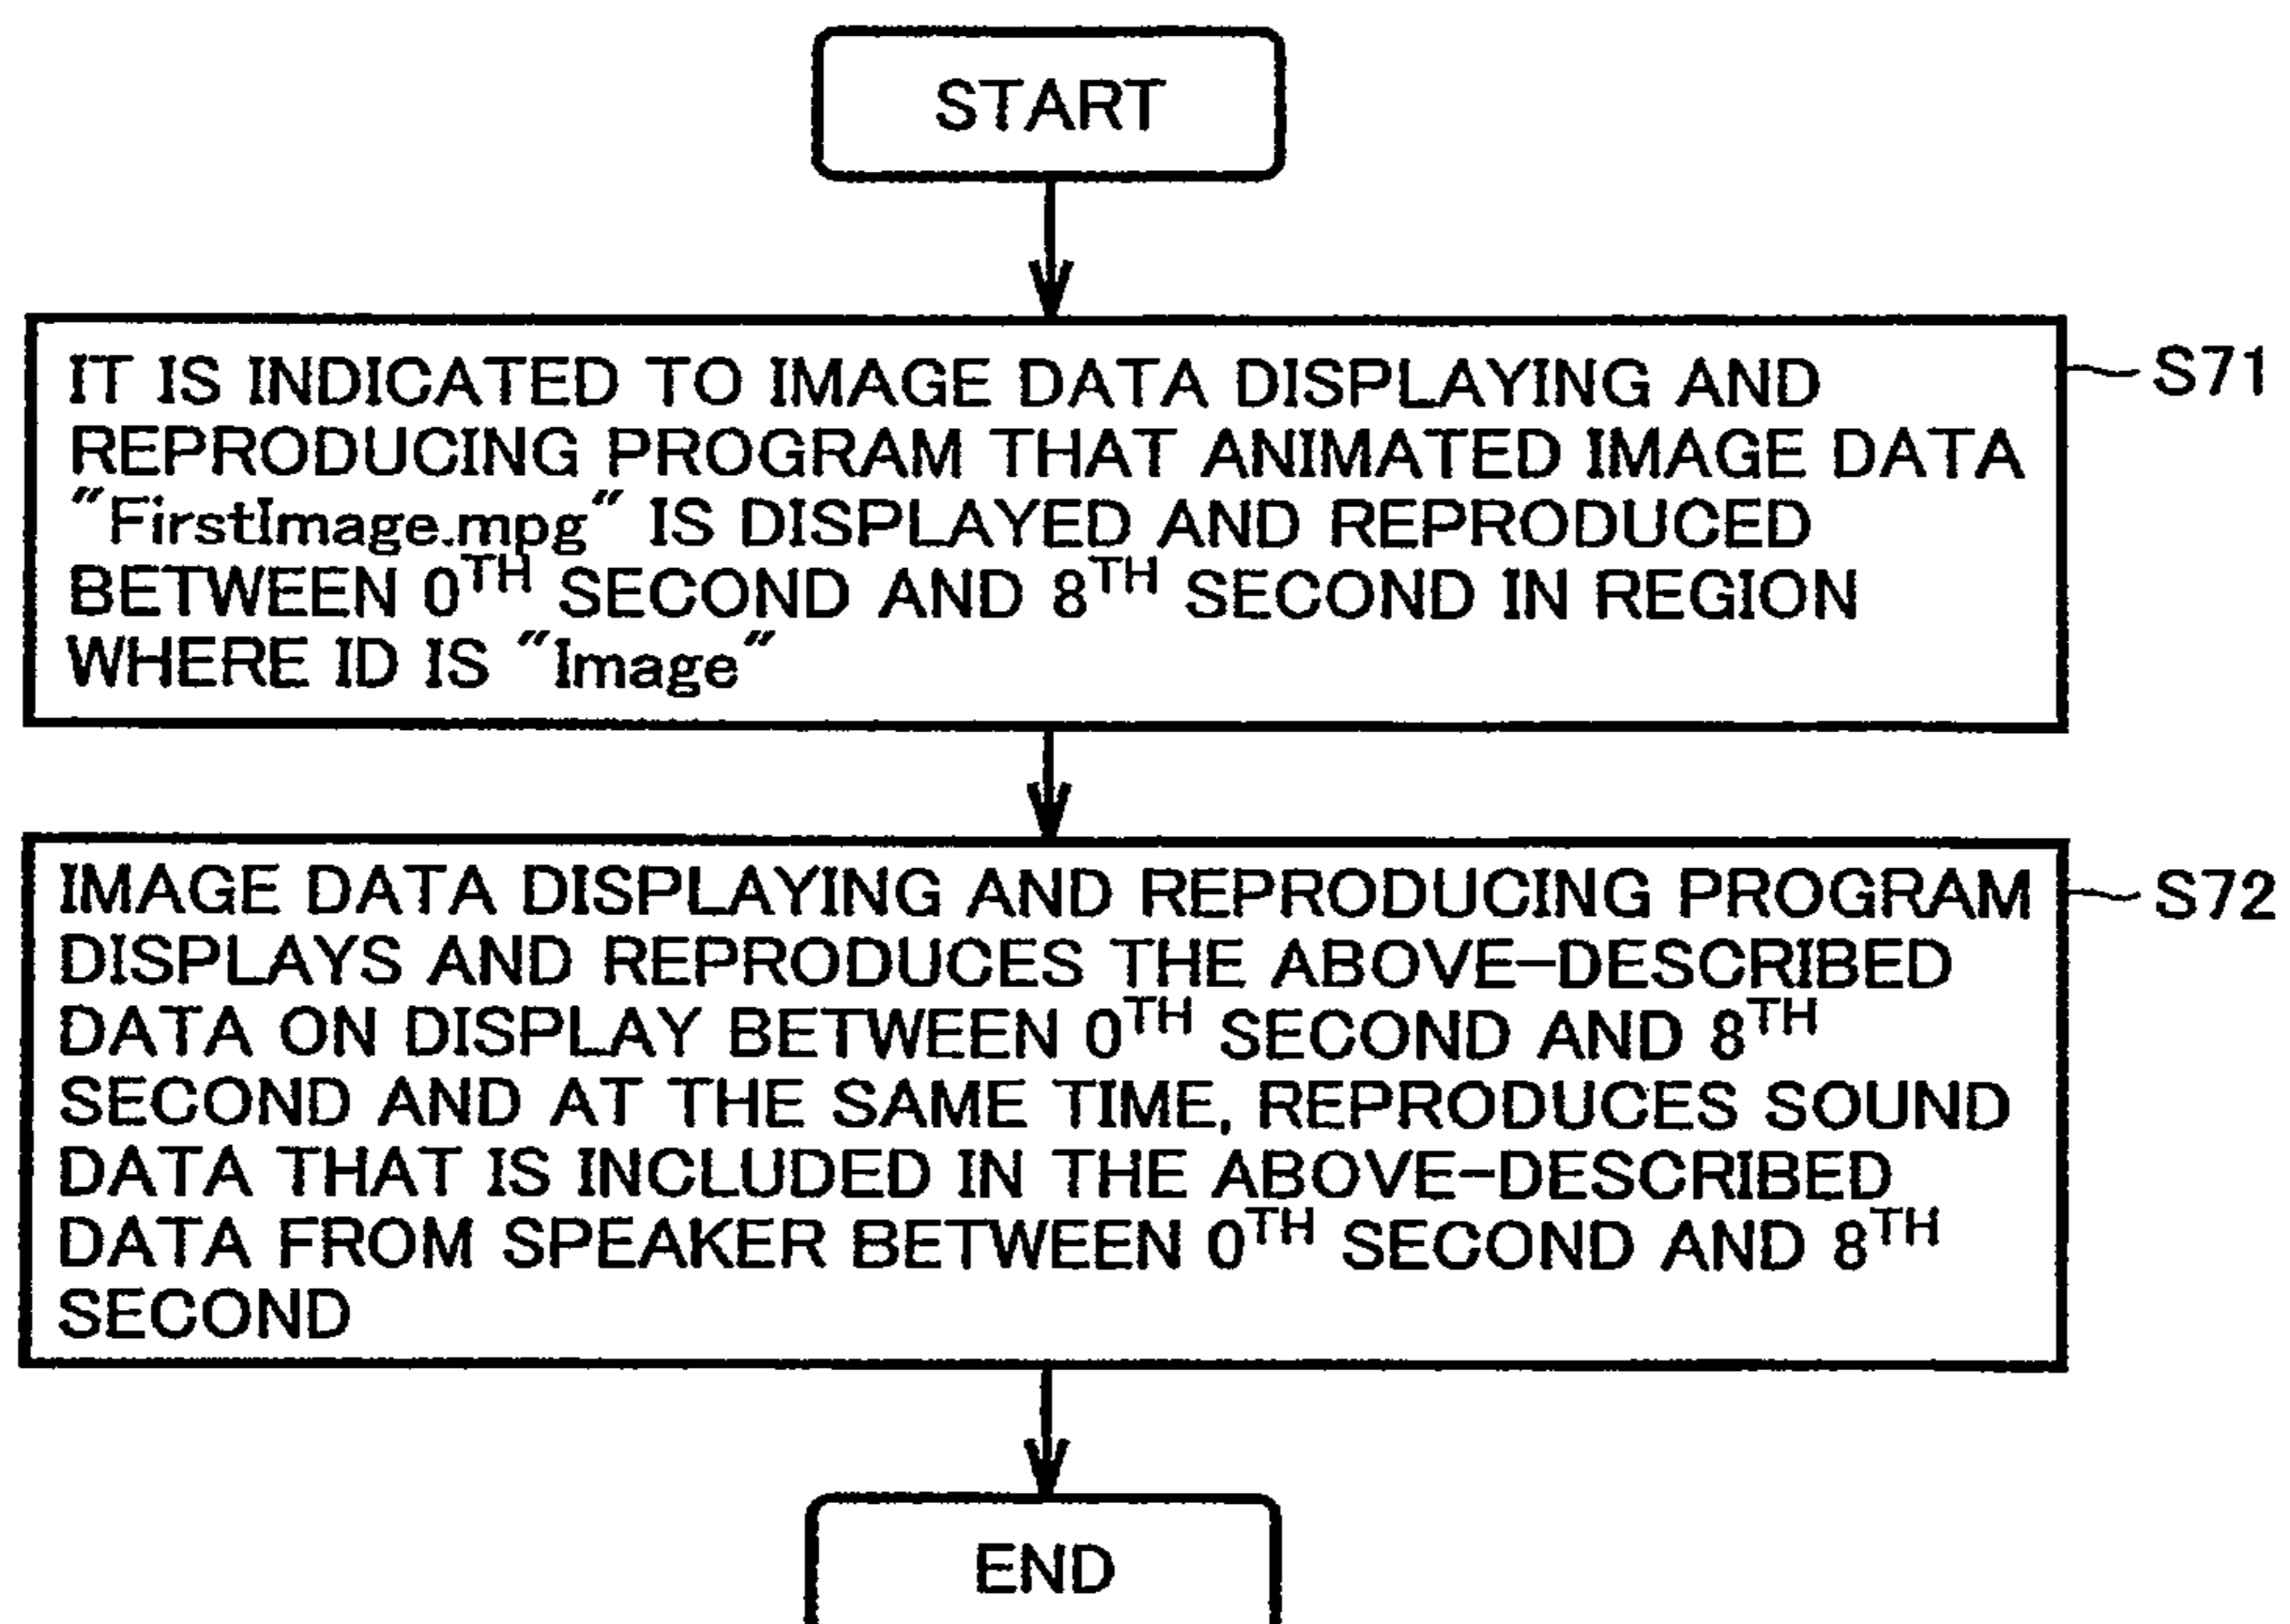 START
IT IS INDICATED TO IMAGE DATA DISPLAYING AND
REPRODUCING PROGRAM THAT ANIMATED IMAGE DATA
"FirstImage.mpg" IS DISPLAYED AND REPRODUCED
BETWEEN 0TH SECOND AND 8TH SECOND IN REGION
WHERE ID IS "Image"
S71
IMAGE DATA DISPLAYING AND REPRODUCING PROGRAM
DISPLAYS AND REPRODUCES THE ABOVE-DESCRIBED
DATA ON DISPLAY BETWEEN 0TH SECOND AND 8TH
SECOND AND AT THE SAME TIME, REPRODUCES SOUND
DATA THAT IS INCLUDED IN THE ABOVE-DESCRIBED
DATA FROM SPEAKER BETWEEN 0TH SECOND AND 8TH
SECOND
S72
END